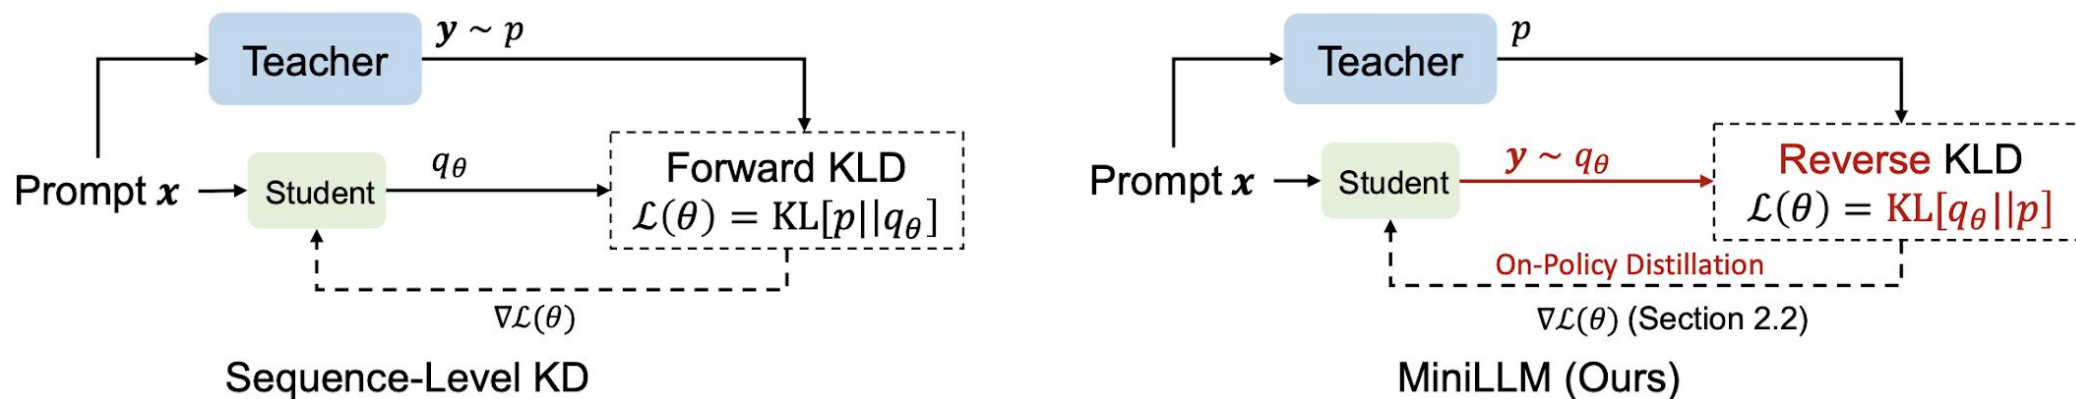 Teacher
𝒚 ~ p
Prompt 𝒙
Student
q_θ
Forward KLD
ℒ(θ) = KL[p||q_θ]
∇ℒ(θ)
Sequence-Level KD
Teacher
p
Prompt 𝒙
Student
𝒚 ~ q_θ
Reverse KLD
ℒ(θ) = KL[q_θ||p]
On-Policy Distillation
∇ℒ(θ) (Section 2.2)
MiniLLM (Ours)